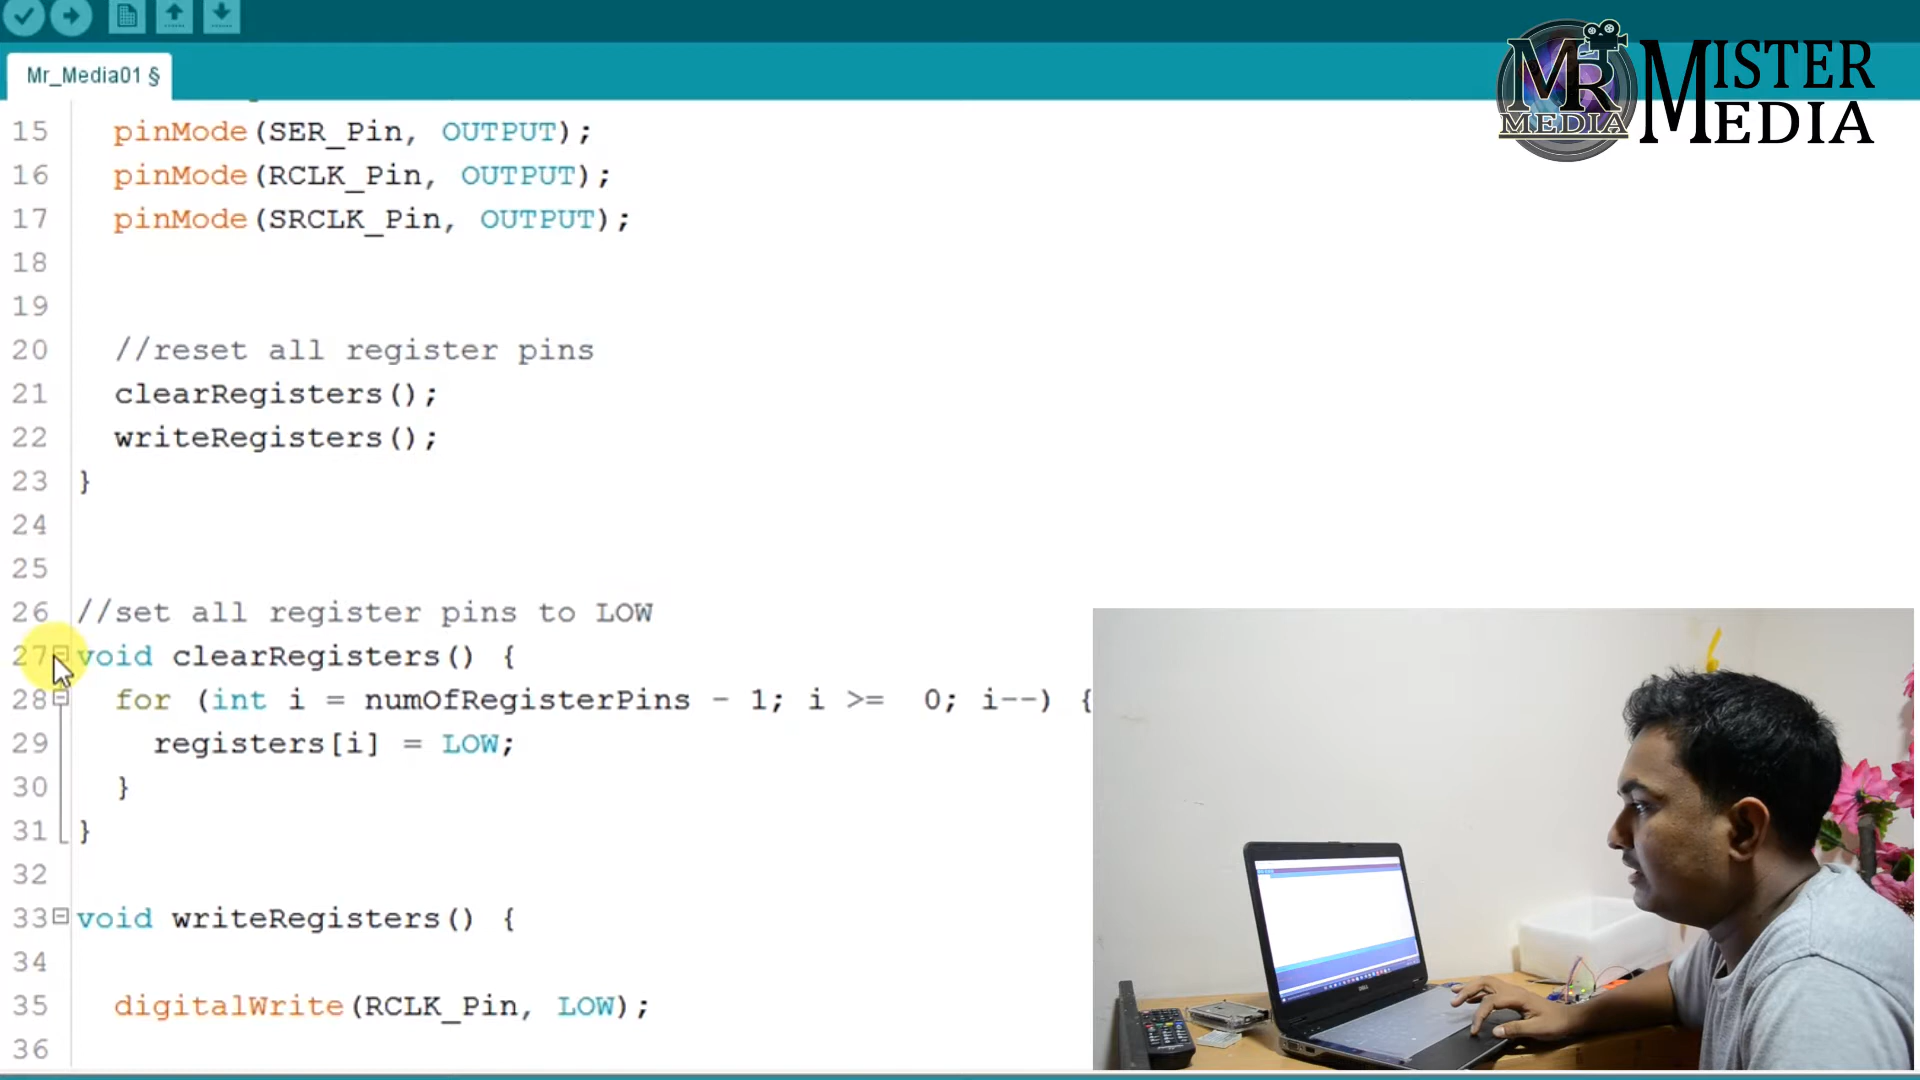 MR
MEDIA
MISTER
MEDIA
Mr_Media01 §
15 pinMode(SER_Pin, OUTPUT);
16 pinMode(RCLK_Pin, OUTPUT);
17 pinMode(SRCLK_Pin, OUTPUT);
18
19
20 //reset all register pins
21 clearRegisters();
22 writeRegisters();
23 }
24
25
26 //set all register pins to LOW
27 void clearRegisters() {
28 for (int i = numOfRegisterPins - 1; i >= 0; i--) {
29 registers[i] = LOW;
30 }
31 }
32
33 void writeRegisters() {
34
35 digitalWrite(RCLK_Pin, LOW);
36